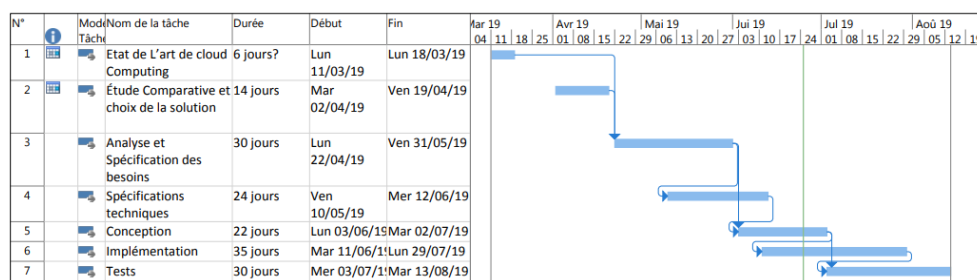 N° Mode Nom de la tâche Durée Début Fin Mar 19 Avr 19 Mai 19 Jui 19 Jul 19 Aoû 19
Tâche 04 11 18 25 01 08 15 22 29 06 13 20 27 03 10 17 24 01 08 15 22 29 05 12 19
1 Etat de L'art de cloud 6 jours? Lun Lun 18/03/19
Computing 11/03/19
2 Étude Comparative et 14 jours Mar Ven 19/04/19
choix de la solution 02/04/19
3 Analyse et 30 jours Lun Ven 31/05/19
Spécification des 22/04/19
besoins
4 Spécifications 24 jours Ven Mer 12/06/19
techniques 10/05/19
5 Conception 22 jours Lun 03/06/19 Mar 02/07/19
6 Implémentation 35 jours Mar 11/06/19 Lun 29/07/19
7 Tests 30 jours Mer 03/07/19 Mar 13/08/19